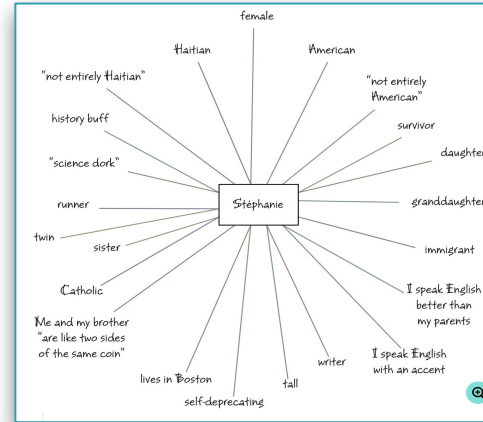 female
Haitian
American
"not entirely Haitian"
"not entirely
American"
history buff
survivor
"science dork"
daughter
Stéphanie
runner
granddaughter
twin
sister
immigrant
Catholic
I speak English
better than
my parents
Me and my brother
"are like two sides
of the same coin"
I speak English
with an accent
writer
lives in Boston
tall
self-deprecating